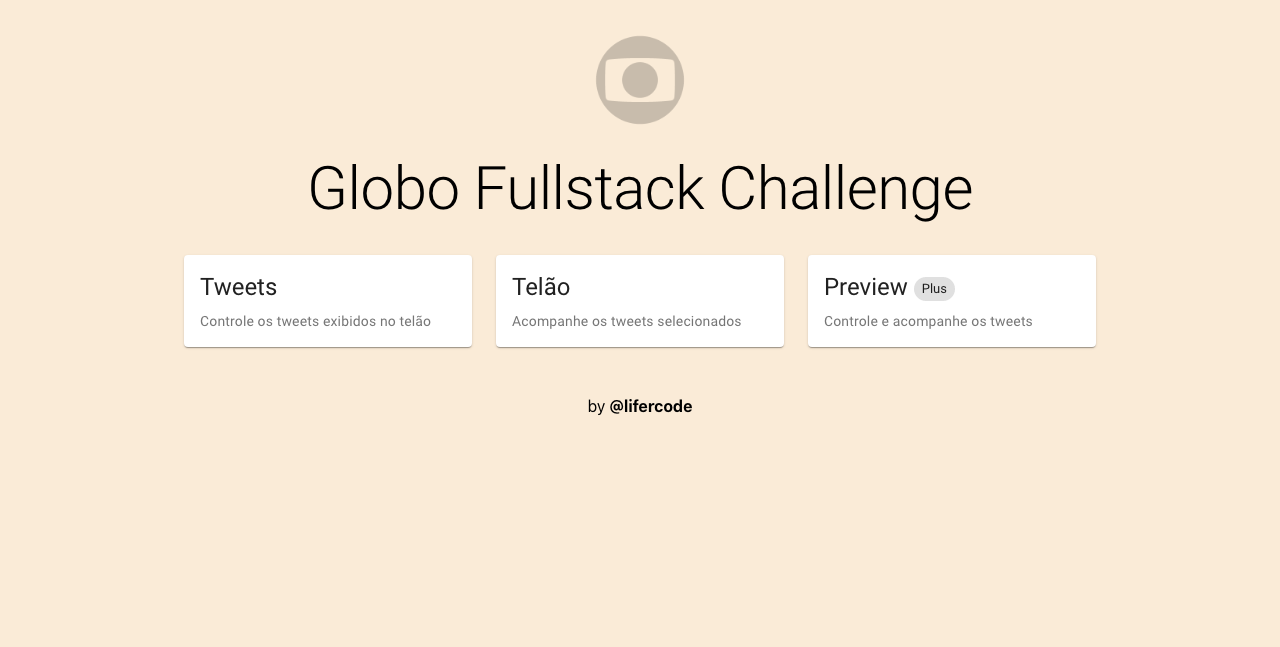 Globo Fullstack Challenge
Tweets
Controle os tweets exibidos no telão
Telão
Acompanhe os tweets selecionados
Preview Plus
Controle e acompanhe os tweets
by @lifercode